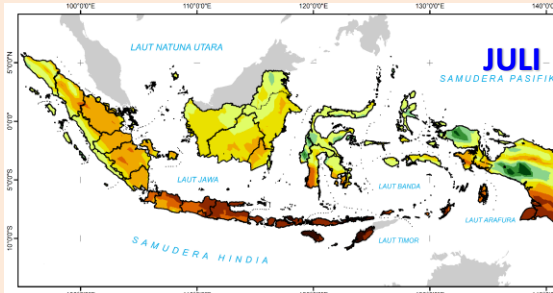 100°0'0"E 110°0'0"E 120°0'0"E 130°0'0"E 140°0'
LAUT NATUNA UTARA
JULI
SAMUDERA PASIFIK
5°0'0"N
0°0'0"
LAUT JAWA
LAUT BANDA
5°0'0"S
LAUT ARAFURA
LAUT TIMOR
10°0'0"S
SAMUDERA HINDIA